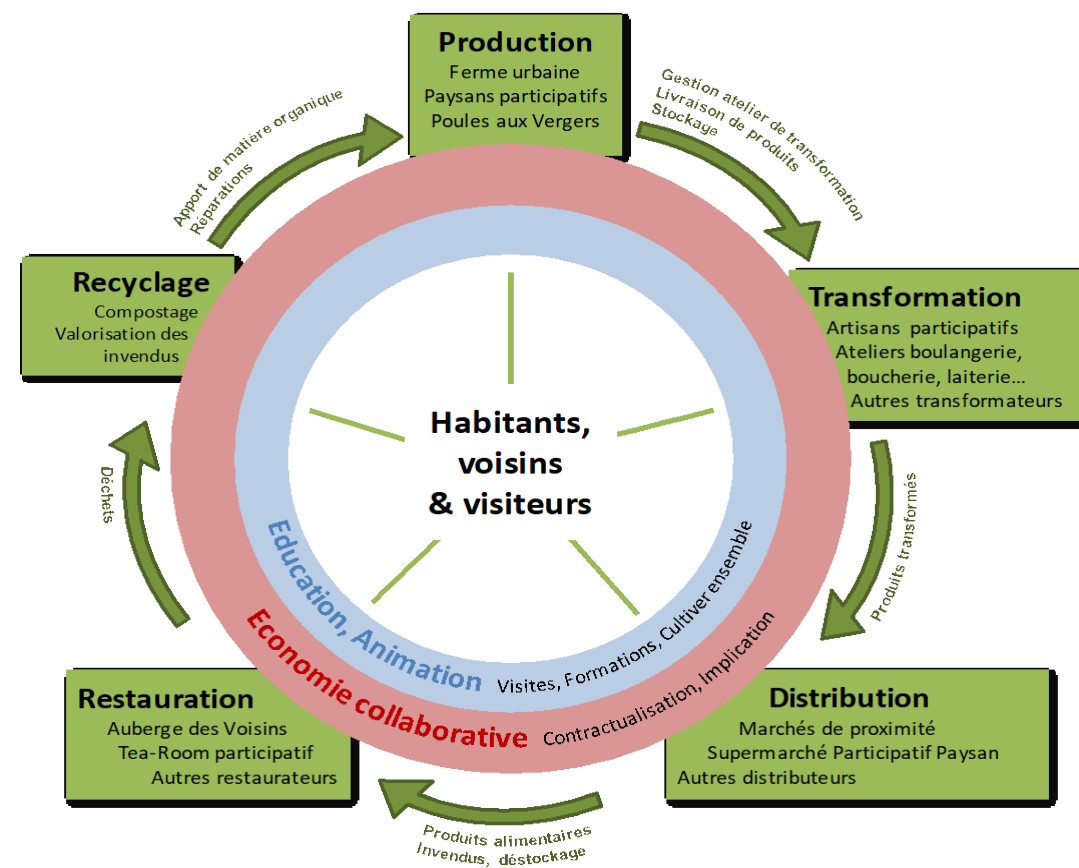 Production
Ferme urbaine
Paysans participatifs
Poules aux Vergers
Gestion atelier de transformation
Livraison de produits
Stockage
Transformation
Artisans participatifs
Ateliers boulangerie,
boucherie, laiterie...
Autres transformateurs
Produits transformés
Distribution
Marchés de proximité
Supermarché Participatif Paysan
Autres distributeurs
Produits alimentaires
Invendus, déstockage
Restauration
Auberge des Voisins
Tea-Room participatif
Autres restaurateurs
Déchets
Recyclage
Compostage
Valorisation des
invendus
Apport de matière organique
Réparations
Habitants,
voisins
& visiteurs
Education, Animation Visites, Formations, Cultiver ensemble
Economie collaborative Contractualisation, Implication